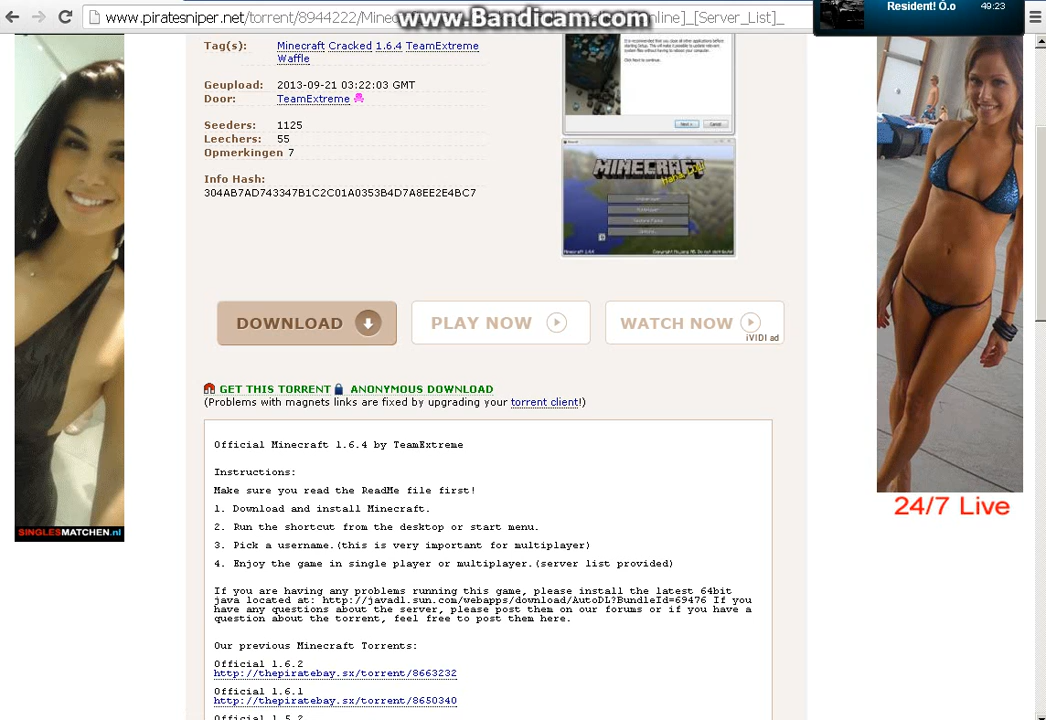 www.piratesniper.net/torrent/8944222/Minec
www.Bandicam.com
nline]_[Server_List]_
Resident! Ö.o
49:23
Tag(s): Minecraft Cracked 1.6.4 TeamExtreme
Waffle
Geupload: 2013-09-21 03:22:03 GMT
Door: TeamExtreme
Seeders: 1125
Leechers: 55
Opmerkingen 7
Info Hash:
304AB7AD743347B1C2C01A0353B4D7A8EE2E4BC7
Next >
Cancel
MINECRAFT
DOWNLOAD
PLAY NOW
WATCH NOW
iVIDI ad
GET THIS TORRENT ANONYMOUS DOWNLOAD
(Problems with magnets links are fixed by upgrading your torrent client!)
Official Minecraft 1.6.4 by TeamExtreme
Instructions:
Make sure you read the ReadMe file first!
1. Download and install Minecraft.
2. Run the shortcut from the desktop or start menu.
3. Pick a username.(this is very important for multiplayer)
4. Enjoy the game in single player or multiplayer.(server list provided)
If you are having any problems running this game, please install the latest 64bit
java located at: http://javadl.sun.com/webapps/download/AutoDL?BundleId=69476 If you
have any questions about the server, please post them on our forums or if you have a
question about the torrent, feel free to post them here.
Our previous Minecraft Torrents:
Official 1.6.2
http://thepiratebay.sx/torrent/8663232
Official 1.6.1
http://thepiratebay.sx/torrent/8650340
Official 1.5.2
SINGLESMATCHEN.nl
24/7 Live